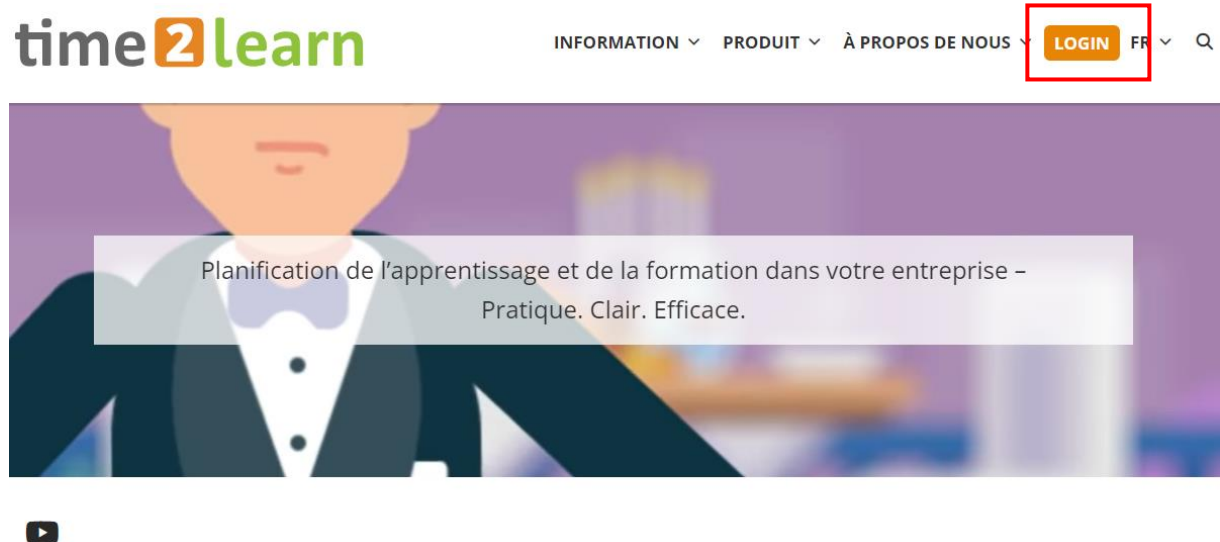 time2learn
INFORMATION PRODUIT À PROPOS DE NOUS LOGIN FR
Planification de l’apprentissage et de la formation dans votre entreprise –
Pratique. Clair. Efficace.